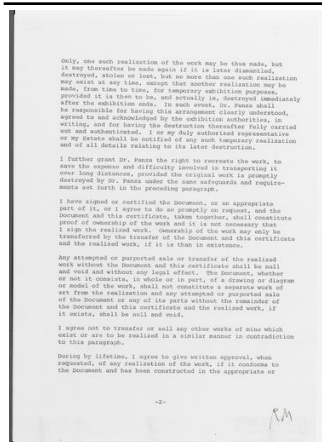 Only, one such realization of the work may be thus made, but
it may thereafter be made again if it is later dismantled,
destroyed, stolen or lost, but no more than one such realization
may exist at any time, except that another realization may be
made, from time to time, for temporary exhibition purposes,
provided it is then to be, and actually is, destroyed immediately
after the exhibition ends. In such event, Dr. Panza shall
be responsible for having this arrangement clearly understood,
agreed to and acknowledged by the exhibition authorities, in
writing, and for having the destruction thereafter fully carried
out and authenticated. I or my duly authorized representative
or my Estate shall be notified of any such temporary realization
and of all details relating to its later destruction.
I further grant Dr. Panza the right to recreate the work, to
save the expense and difficulty involved in transporting it
over long distances, provided the original work is promptly
destroyed by Dr. Panza under the same safeguards and require-
ments set forth in the preceding paragraph.
I have signed or certified the Document, or an appropriate
part of it, or I agree to do so promptly on request, and the
Document and this certificate, taken together, shall constitute
proof of ownership of the work and it is not necessary that
I sign the realized work. Ownership of the work may only be
transferred by the transfer of the Document and this certificate
and the realized work, if it is then in existence.
Any attempted or purported sale or transfer of the realized
work without the Document and this certificate shall be null
and void and without any legal effect. The Document, whether
or not it consists, in whole or in part, of a drawing or diagram
or model of the work, shall not constitute a separate work of
art from the realization and any attempted or purported sale
of the Document or any of its parts without the remainder of
the Document and this certificate and the realized work, if
it exists, shall be null and void.
I agree not to transfer or sell any other works of mine which
exist or are to be realized in a similar manner in contradiction
to this paragraph.
During by lifetime, I agree to give written approval, when
requested, of any realization of the work, if it conforms to
the Document and has been constructed in the appropriate or
-2-
RM